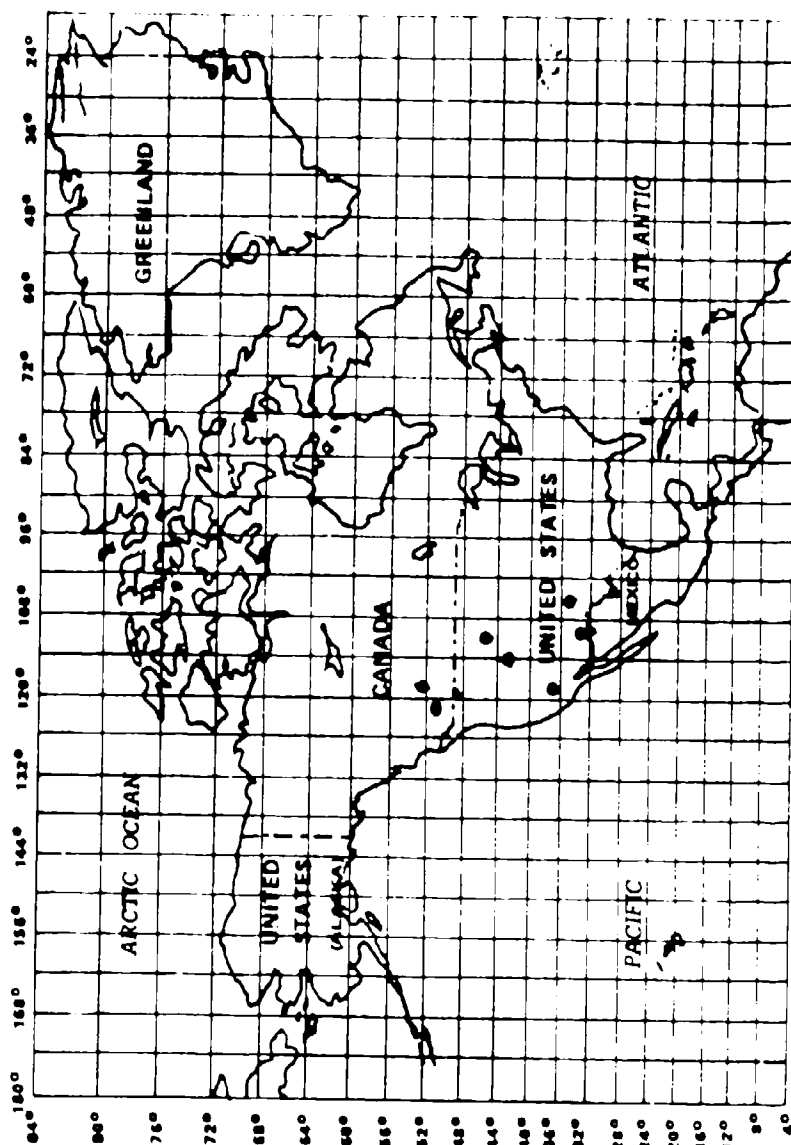 180° 168° 156° 144° 132° 120° 108° 96° 84° 72° 60° 48° 36° 24°
84°
80°
76°
72°
68°
64°
60°
56°
52°
48°
44°
40°
36°
32°
28°
24°
20°
16°
12°
8°
4°
ARCTIC OCEAN
GREENLAND
UNITED
STATES
(ALASKA)
CANADA
UNITED STATES
MEXICO
PACIFIC
ATLANTIC